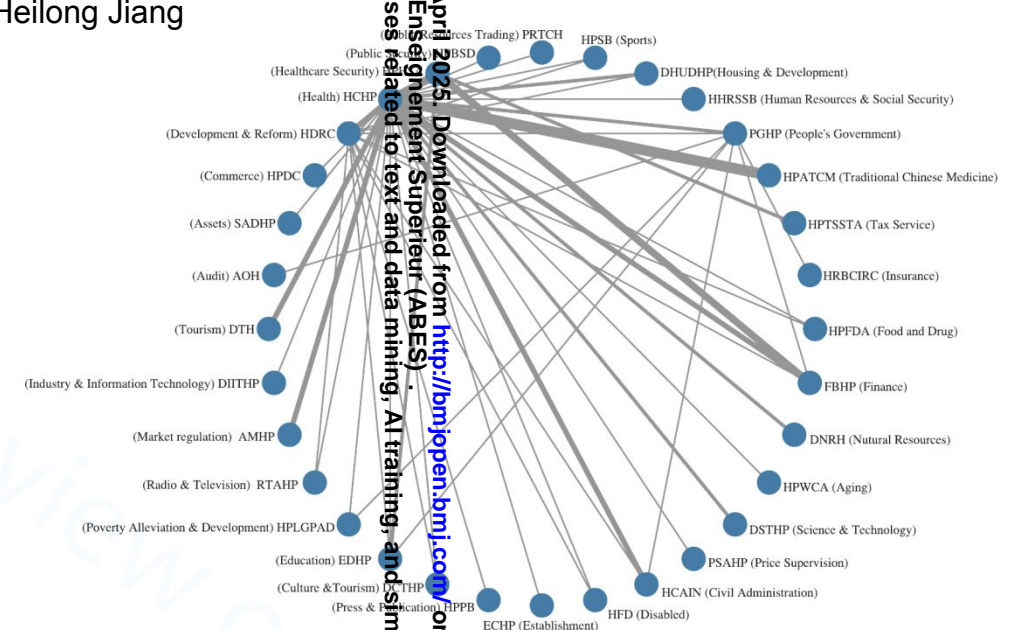 Heilong Jiang
Resources Trading) PRTCH
HPSB (Sports)
(Public Security) HPBSD
(Healthcare Security)
DHUDHP(Housing & Development)
(Health) HCHP
HHRSSB (Human Resources & Social Security)
(Development & Reform) HDRC
PGHP (People's Government)
(Commerce) HPDC
HPATCM (Traditional Chinese Medicine)
(Assets) SADHP
HPTSSTA (Tax Service)
(Audit) AOH
HRBCIRC (Insurance)
(Tourism) DTH
HPFDA (Food and Drug)
(Industry & Information Technology) DIITHP
FBHP (Finance)
(Market regulation) AMHP
DNRH (Nutural Resources)
(Radio & Television) RTAHP
HPWCA (Aging)
(Poverty Alleviation & Development) HPLGPAD
DSTHP (Science & Technology)
(Education) EDHP
PSAHP (Price Supervision)
(Culture &Tourism) DCTHP
HCAIN (Civil Administration)
(Press & Publication) HPPB
HFD (Disabled)
ECHP (Establishment)
April 2025. Downloaded from http://bmjopen.bmj.com/ on
Enseignement Superieur (ABES) .
ses related to text and data mining, AI training, and sim
view